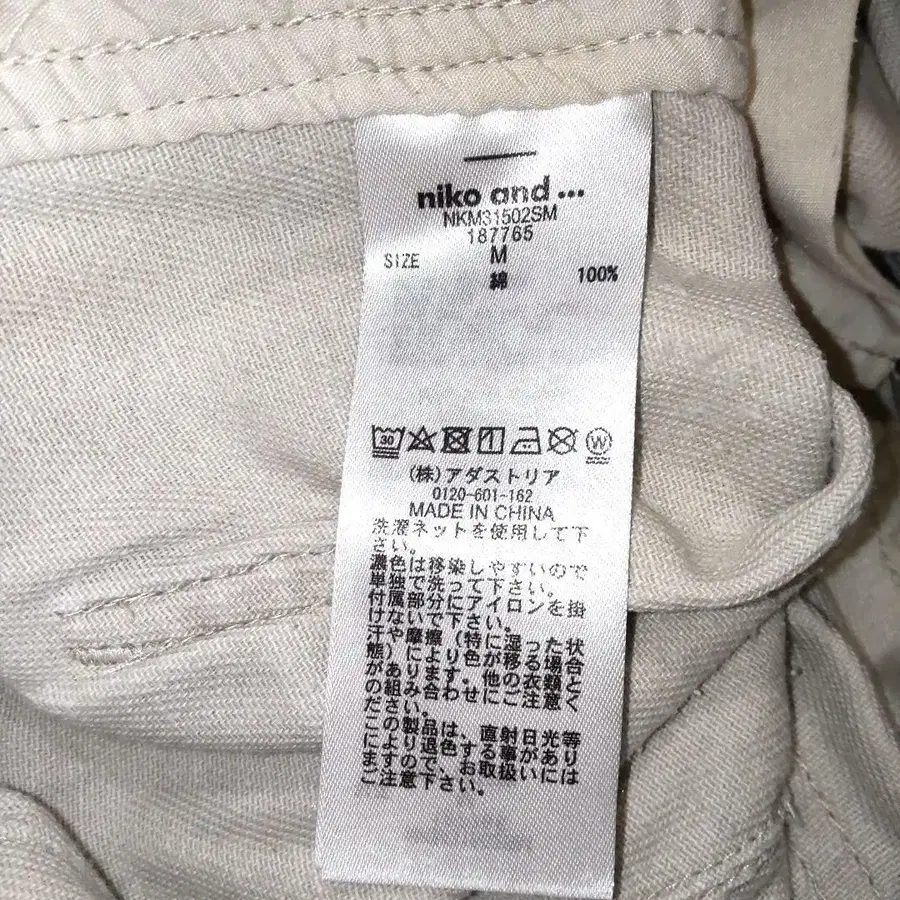 niko and ...
NKM31502SM
187765
SIZE M
綿 100%
30 W
(株)アダストリア
0120-601-162
MADE IN CHINA
洗濯ネットを使用して下
さい。
濃色は移染しやすいので
単独で洗って下さい。
付属部分にアイロンを掛
けないで下さい。
汗や摩擦(特に湿った状
態)により色が移る場合
があります。他の衣類と
の組み合わせにご注意く
ださい。
この製品は、直射日光等
により退色する事があり
ますので、お取扱いには
ご注意下さい。